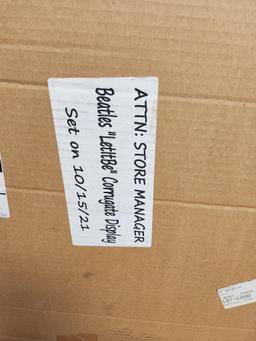 ATTN: STORE MANAGER
Beatles "LetItBe" Corrugate Display
Set on 10/15/21